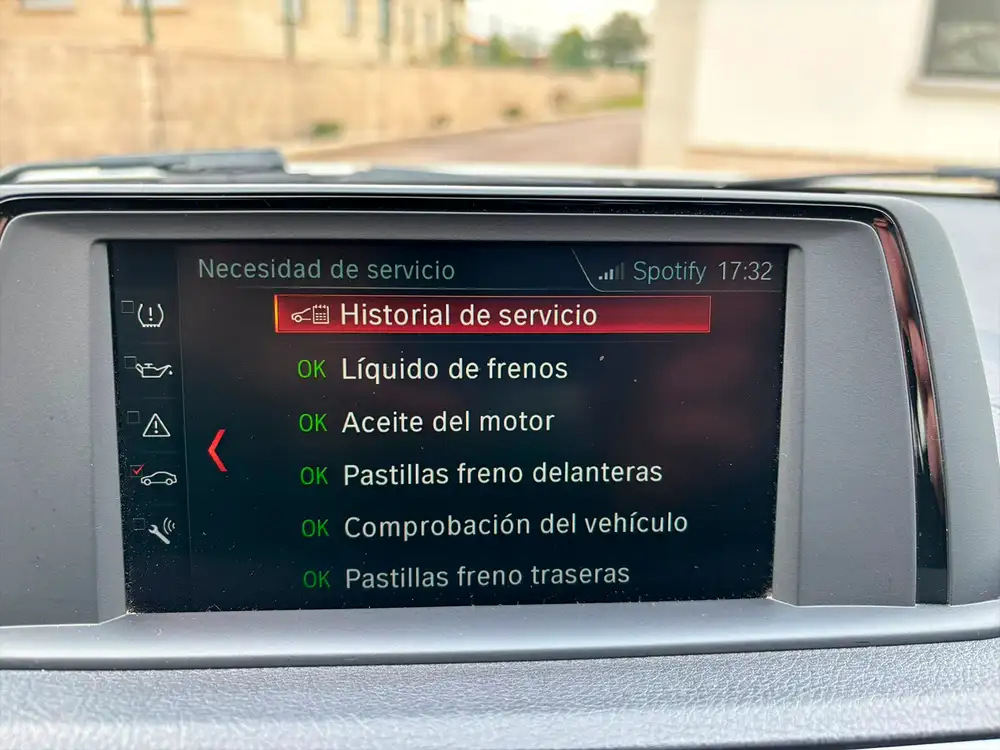 Necesidad de servicio
Spotify 17:32
Historial de servicio
OK Líquido de frenos
OK Aceite del motor
OK Pastillas freno delanteras
OK Comprobación del vehículo
OK Pastillas freno traseras